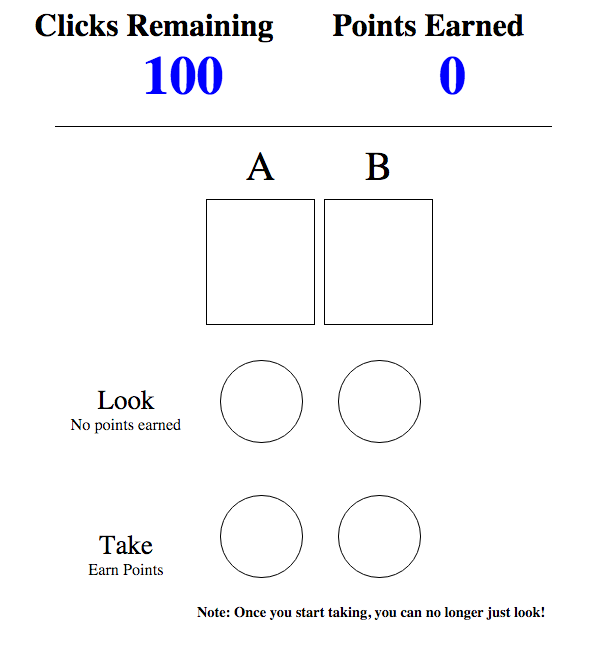 Clicks Remaining Points Earned
100 0
A B
Look
No points earned
Take
Earn Points
Note: Once you start taking, you can no longer just look!